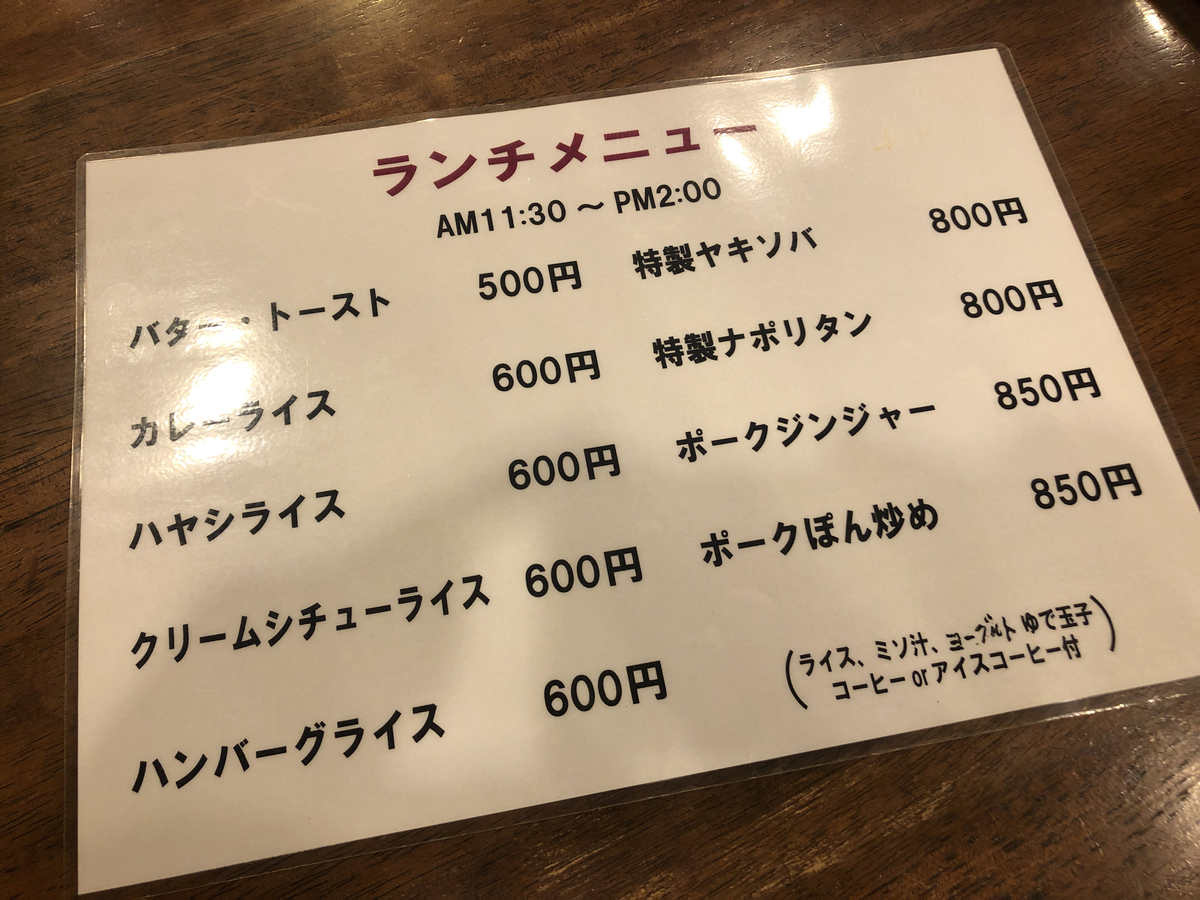 ランチメニュー
AM11:30 ～ PM2:00
バター・トースト 500円
カレーライス 600円
ハヤシライス 600円
クリームシチューライス 600円
ハンバーグライス 600円
特製ヤキソバ 800円
特製ナポリタン 800円
ポークジンジャー 850円
ポークぽん炒め 850円
(ライス、ミソ汁、ヨーグルト ゆで玉子
コーヒー or アイスコーヒー付)